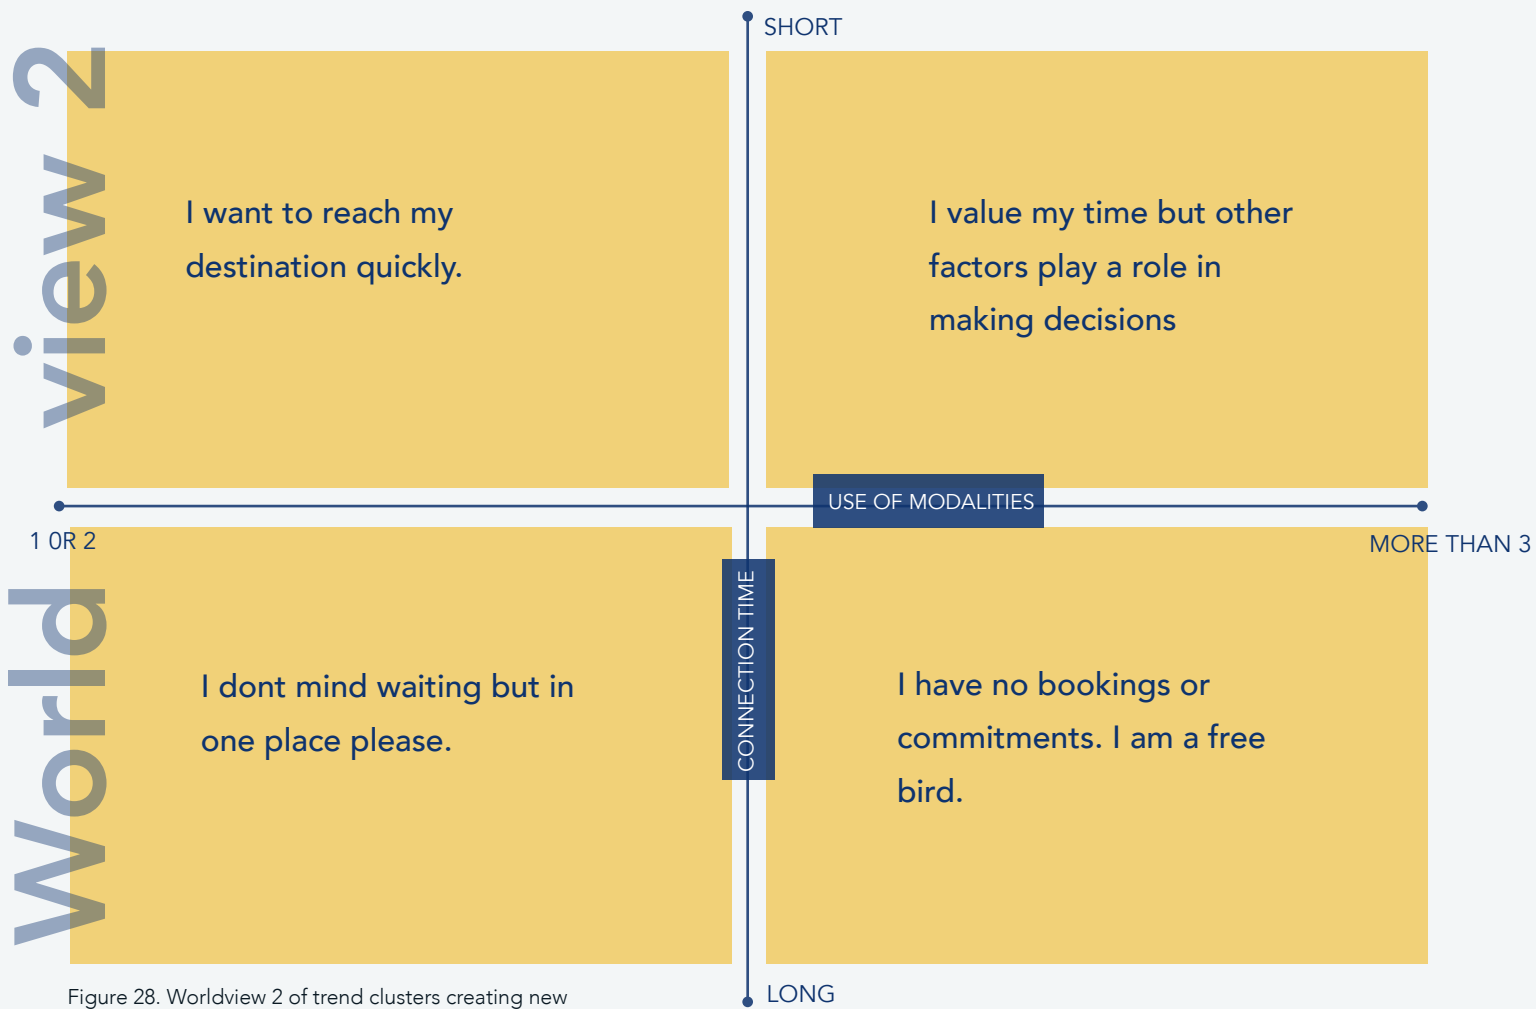 World view 2
SHORT
I want to reach my
destination quickly.
I value my time but other
factors play a role in
making decisions
USE OF MODALITIES
1 0R 2
MORE THAN 3
CONNECTION TIME
I dont mind waiting but in
one place please.
I have no bookings or
commitments. I am a free
bird.
LONG
Figure 28. Worldview 2 of trend clusters creating new